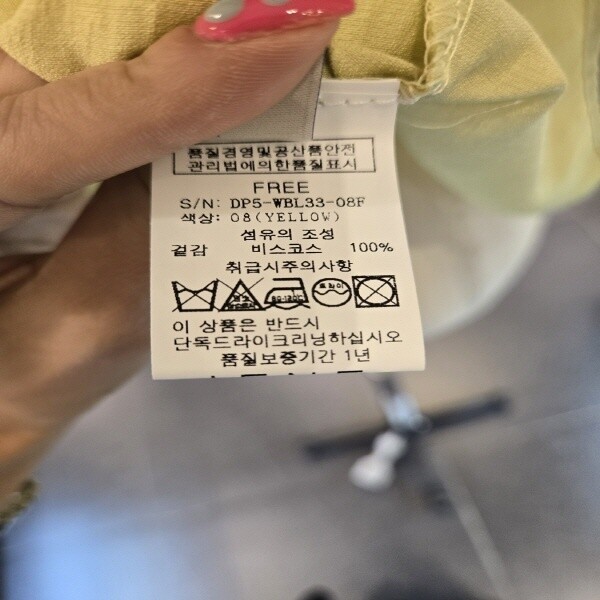 품질경영및공산품안전
관리법에의한품질표시
FREE
S/N: DP5-WBL33-08F
색상: 08(YELLOW)
섬유의 조성
겉감 비스코스 100%
취급시주의사항
드라이
이 상품은 반드시
단독드라이크리닝하십시오
품질보증기간 1년